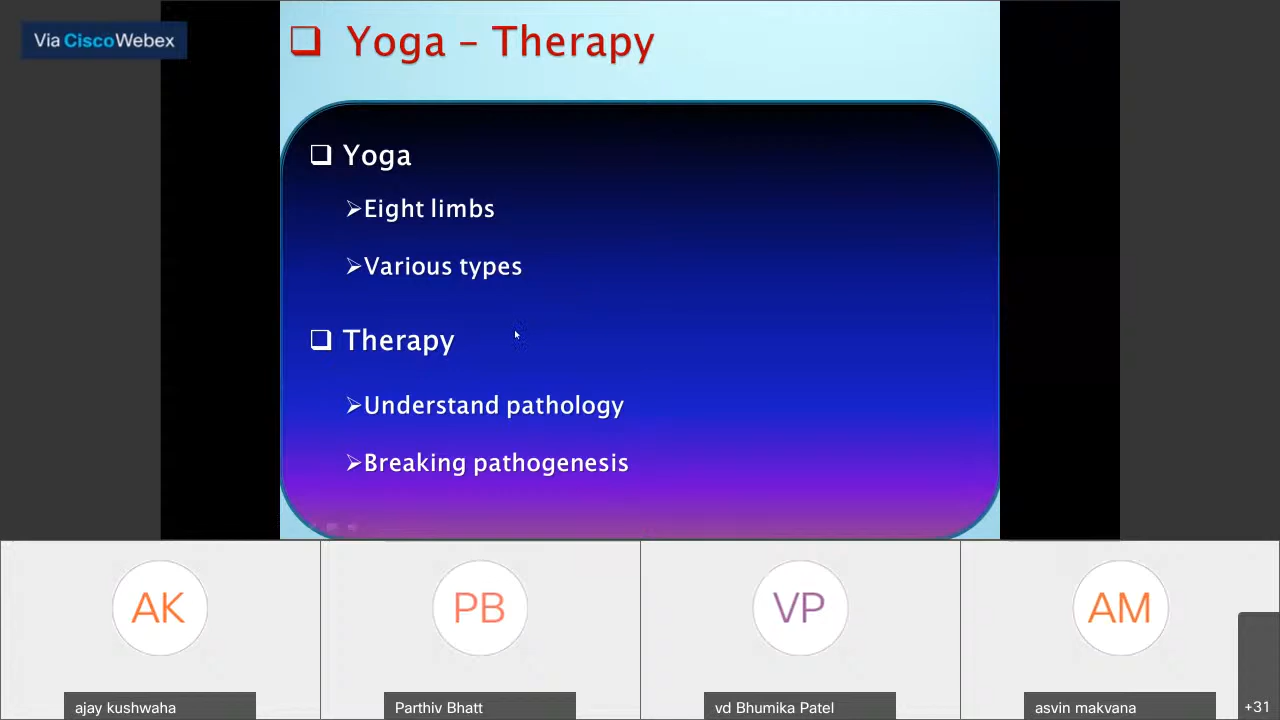 Via CiscoWebex
❑ Yoga – Therapy
❑ Yoga
➢Eight limbs
➢Various types
❑ Therapy
➢Understand pathology
➢Breaking pathogenesis
AK
PB
VP
AM
ajay kushwaha
Parthiv Bhatt
vd Bhumika Patel
asvin makvana
+31